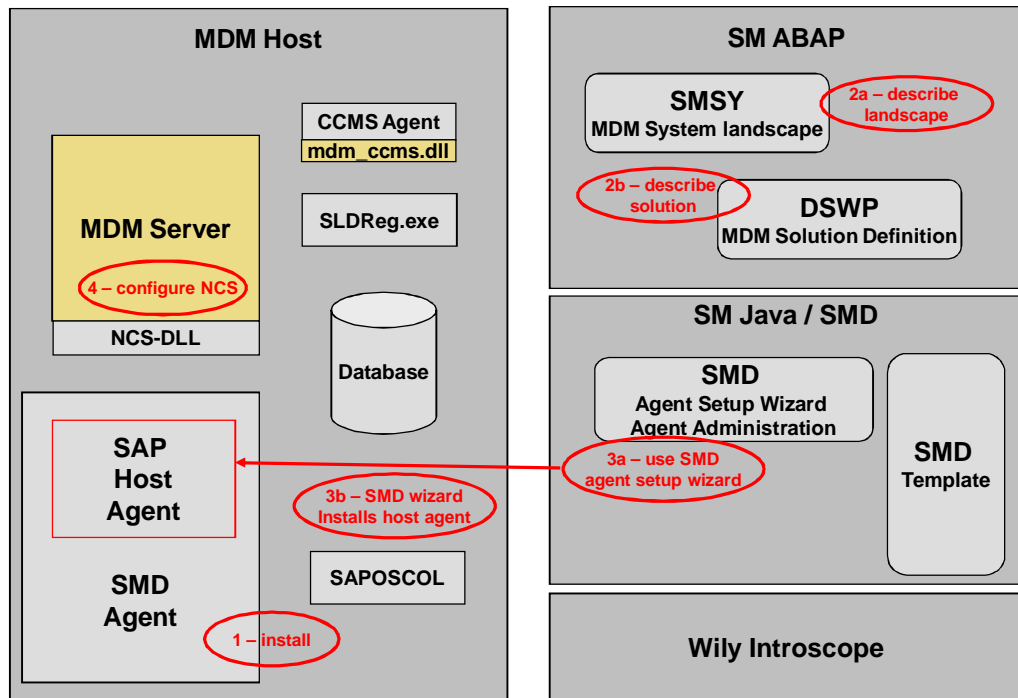 MDM Host
CCMS Agent
mdm_ccms.dll
MDM Server
SLDReg.exe
4 – configure NCS
NCS-DLL
Database
SAP
Host
Agent
3b – SMD wizard
Installs host agent
SMD
Agent
SAPOSCOL
1 – install
SM ABAP
SMSY
MDM System landscape
2a – describe
landscape
2b – describe
solution
DSWP
MDM Solution Definition
SM Java / SMD
SMD
Agent Setup Wizard
Agent Administration
3a – use SMD
agent setup wizard
SMD
Template
Wily Introscope